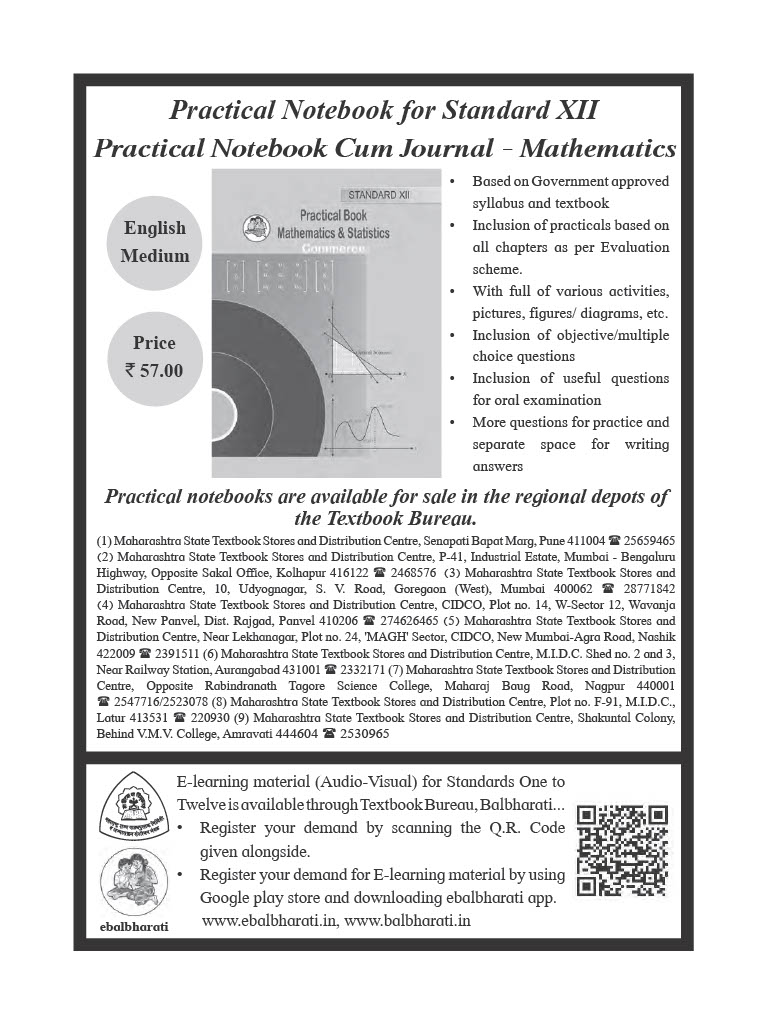 Practical Notebook for Standard XII
Practical Notebook Cum Journal - Mathematics
English
Medium
Price
₹ 57.00
STANDARD XII
Practical Book
Mathematics & Statistics
Commerce
• Based on Government approved
syllabus and textbook
• Inclusion of practicals based on
all chapters as per Evaluation
scheme.
• With full of various activities,
pictures, figures/ diagrams, etc.
• Inclusion of objective/multiple
choice questions
• Inclusion of useful questions
for oral examination
• More questions for practice and
separate space for writing
answers
Practical notebooks are available for sale in the regional depots of
the Textbook Bureau.
(1) Maharashtra State Textbook Stores and Distribution Centre, Senapati Bapat Marg, Pune 411004 ☎ 25659465
(2) Maharashtra State Textbook Stores and Distribution Centre, P-41, Industrial Estate, Mumbai - Bengaluru
Highway, Opposite Sakal Office, Kolhapur 416122 ☎ 2468576 (3) Maharashtra State Textbook Stores and
Distribution Centre, 10, Udyognagar, S. V. Road, Goregaon (West), Mumbai 400062 ☎ 28771842
(4) Maharashtra State Textbook Stores and Distribution Centre, CIDCO, Plot no. 14, W-Sector 12, Wavanja
Road, New Panvel, Dist. Rajgad, Panvel 410206 ☎ 274626465 (5) Maharashtra State Textbook Stores and
Distribution Centre, Near Lekhanagar, Plot no. 24, 'MAGH' Sector, CIDCO, New Mumbai-Agra Road, Nashik
422009 ☎ 2391511 (6) Maharashtra State Textbook Stores and Distribution Centre, M.I.D.C. Shed no. 2 and 3,
Near Railway Station, Aurangabad 431001 ☎ 2332171 (7) Maharashtra State Textbook Stores and Distribution
Centre, Opposite Rabindranath Tagore Science College, Maharaj Baug Road, Nagpur 440001
☎ 2547716/2523078 (8) Maharashtra State Textbook Stores and Distribution Centre, Plot no. F-91, M.I.D.C.,
Latur 413531 ☎ 220930 (9) Maharashtra State Textbook Stores and Distribution Centre, Shakuntal Colony,
Behind V.M.V. College, Amravati 444604 ☎ 2530965
E-learning material (Audio-Visual) for Standards One to
Twelve is available through Textbook Bureau, Balbharati...
• Register your demand by scanning the Q.R. Code
given alongside.
• Register your demand for E-learning material by using
Google play store and downloading ebalbharati app.
www.ebalbharati.in, www.balbharati.in
ebalbharati